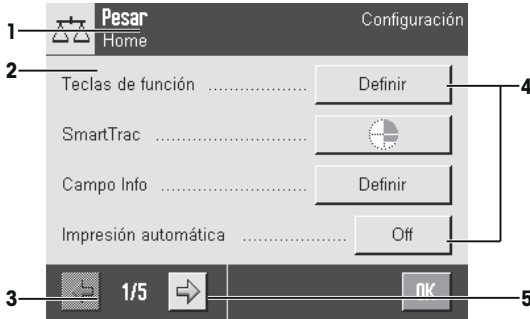 Pesar
Configuración
Home
1
2
Teclas de función ................... Definir
4
SmartTrac
Campo Info ........................... Definir
Impresión automática ................... Off
3
1/5
OK
5